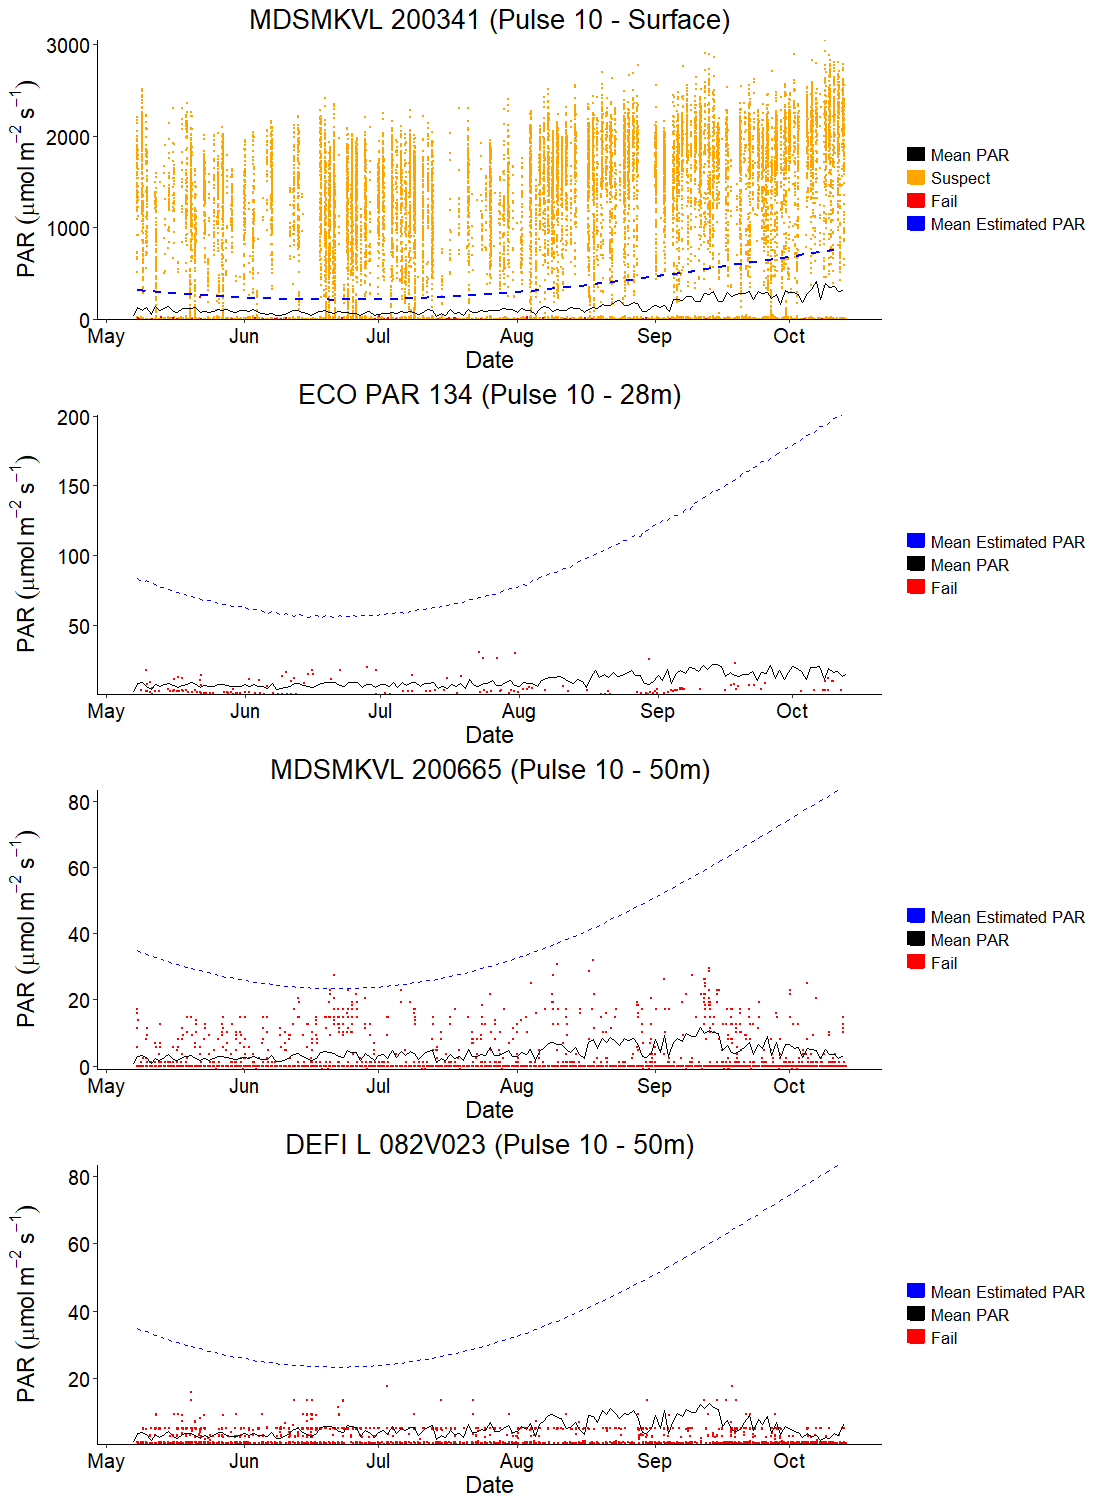 MDSMKVL 200341 (Pulse 10 - Surface)
PAR (μmol m⁻² s⁻¹)
3000
2000
1000
0
May Jun Jul Aug Sep Oct
Date
Mean PAR
Suspect
Fail
Mean Estimated PAR
ECO PAR 134 (Pulse 10 - 28m)
PAR (μmol m⁻² s⁻¹)
200
150
100
50
May Jun Jul Aug Sep Oct
Date
Mean Estimated PAR
Mean PAR
Fail
MDSMKVL 200665 (Pulse 10 - 50m)
PAR (μmol m⁻² s⁻¹)
80
60
40
20
0
May Jun Jul Aug Sep Oct
Date
Mean Estimated PAR
Mean PAR
Fail
DEFI L 082V023 (Pulse 10 - 50m)
PAR (μmol m⁻² s⁻¹)
80
60
40
20
May Jun Jul Aug Sep Oct
Date
Mean Estimated PAR
Mean PAR
Fail